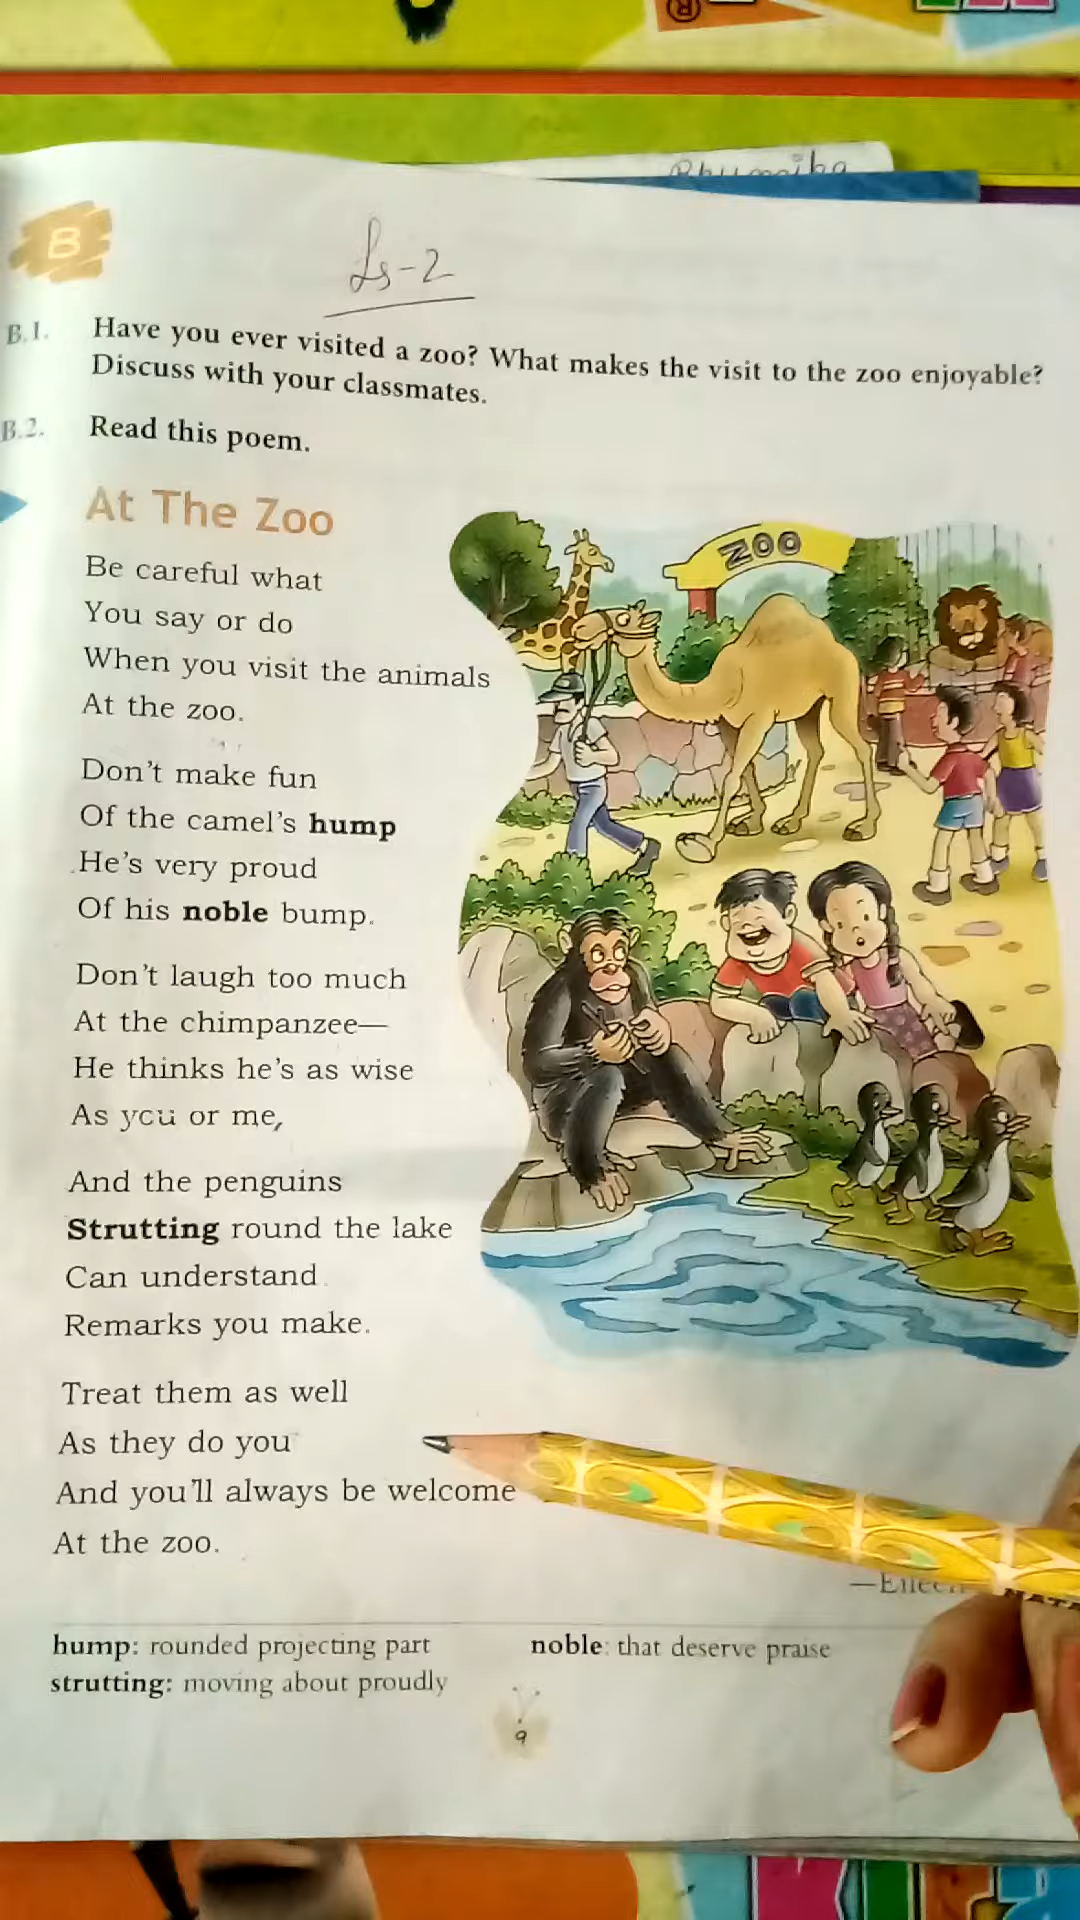 ®
Bhumika
B
Ls-2
B.1. Have you ever visited a zoo? What makes the visit to the zoo enjoyable?
Discuss with your classmates.
B.2. Read this poem.
At The Zoo
ZOO
Be careful what
You say or do
When you visit the animals
At the zoo.
Don't make fun
Of the camel's hump
He's very proud
Of his noble bump.
Don't laugh too much
At the chimpanzee—
He thinks he's as wise
As you or me,
And the penguins
Strutting round the lake
Can understand
Remarks you make.
Treat them as well
As they do you
And you'll always be welcome
At the zoo.
—Eileen
hump: rounded projecting part noble: that deserve praise
strutting: moving about proudly
9